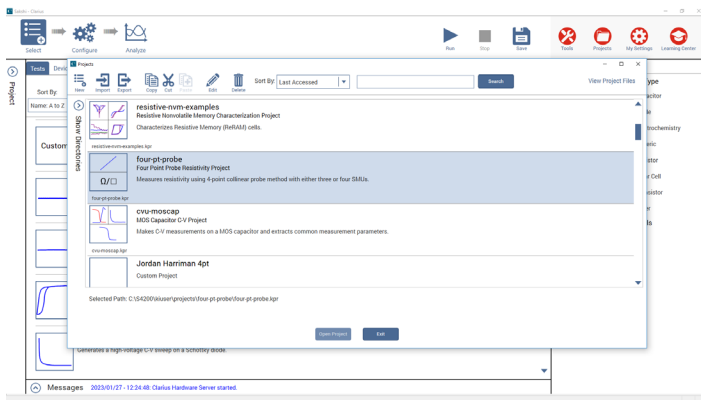 Keithley - Clarius
Select
Configure
Analyze
Run
Stop
Save
Tools
Projects
My Settings
Learning Center
Tests
Sort By:
Name: A to Z
Project
Custom
Projects
New
Import
Export
Copy
Cut
Paste
Edit
Delete
Sort By:
Last Accessed
Search
View Project Files
Show Directories
resistive-nvm-examples
Resistive Nonvolatile Memory Characterization Project
Characterizes Resistive Memory (ReRAM) cells.
resistive-nvm-examples.kpr
four-pt-probe
Four Point Probe Resistivity Project
Measures resistivity using 4-point collinear probe method with either three or four SMUs.
Ω/□
four-pt-probe.kpr
cvu-moscap
MOS Capacitor C-V Project
Makes C-V measurements on a MOS capacitor and extracts common measurement parameters.
cvu-moscap.kpr
Jordan Harriman 4pt
Custom Project
Selected Path: C:\S4200\kiuser\projects\four-pt-probe\four-pt-probe.kpr
Open Project
Exit
Generates a high-voltage C-V sweep on a Schottky diode.
Messages
2023/01/27 - 12:24:48: Clarius Hardware Server started.